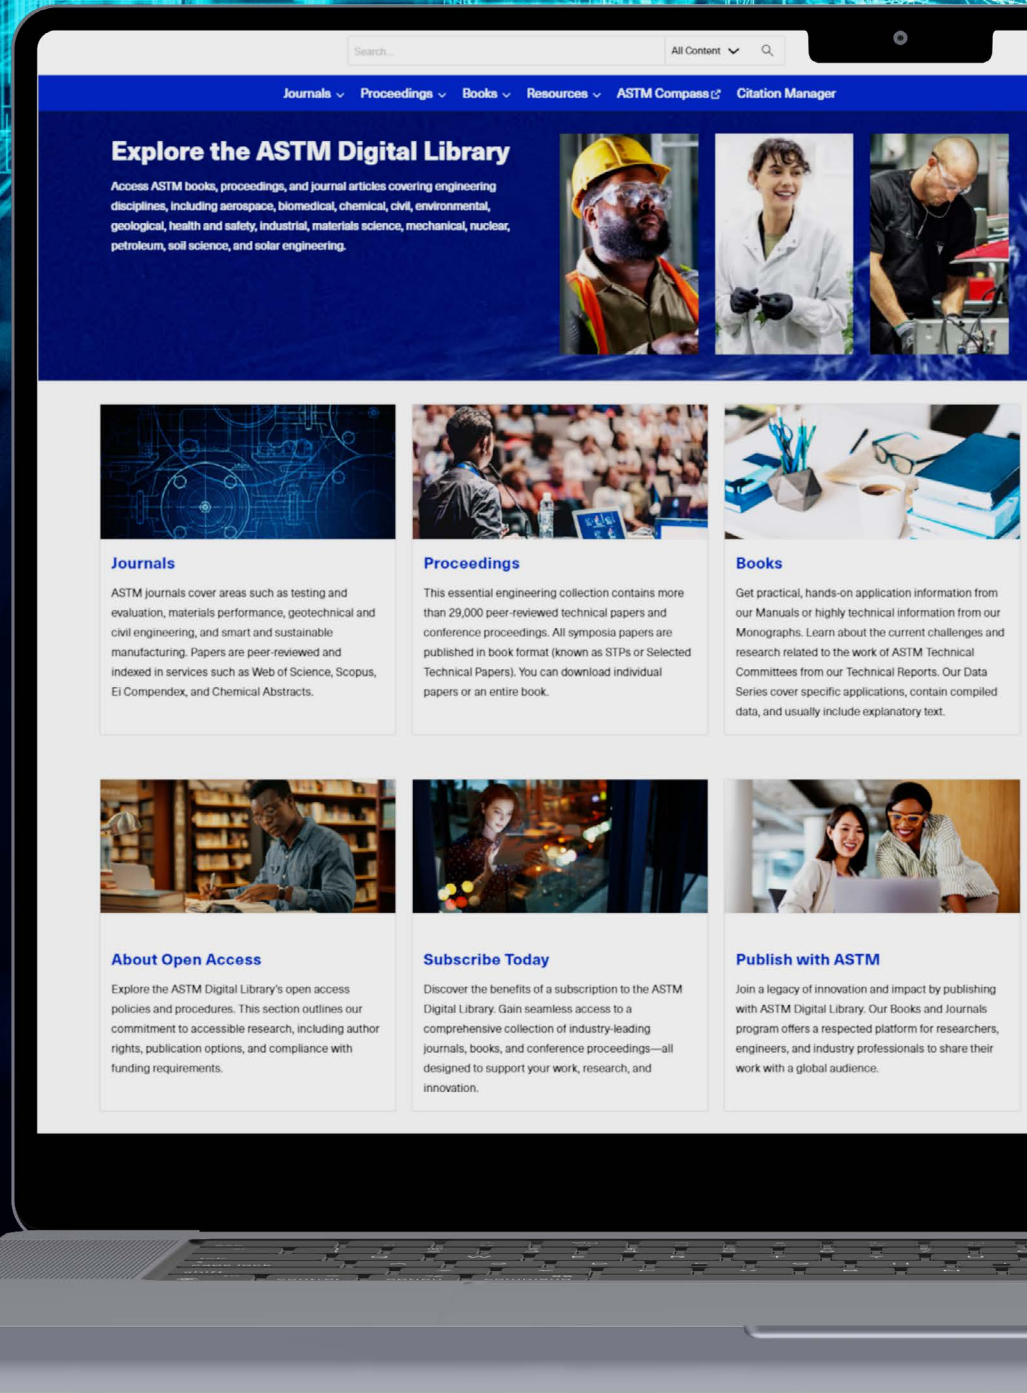 Search...
All Content
Journals Proceedings Books Resources ASTM Compass Citation Manager
Explore the ASTM Digital Library
Access ASTM books, proceedings, and journal articles covering engineering
disciplines, including aerospace, biomedical, chemical, civil, environmental,
geological, health and safety, industrial, materials science, mechanical, nuclear,
petroleum, soil science, and solar engineering.
Journals
ASTM journals cover areas such as testing and
evaluation, materials performance, geotechnical and
civil engineering, and smart and sustainable
manufacturing. Papers are peer-reviewed and
indexed in services such as Web of Science, Scopus,
Ei Compendex, and Chemical Abstracts.
Proceedings
This essential engineering collection contains more
than 29,000 peer-reviewed technical papers and
conference proceedings. All symposia papers are
published in book format (known as STPs or Selected
Technical Papers). You can download individual
papers or an entire book.
Books
Get practical, hands-on application information from
our Manuals or highly technical information from our
Monographs. Learn about the current challenges and
research related to the work of ASTM Technical
Committees from our Technical Reports. Our Data
Series cover specific applications, contain compiled
data, and usually include explanatory text.
About Open Access
Explore the ASTM Digital Library's open access
policies and procedures. This section outlines our
commitment to accessible research, including author
rights, publication options, and compliance with
funding requirements.
Subscribe Today
Discover the benefits of a subscription to the ASTM
Digital Library. Gain seamless access to a
comprehensive collection of industry-leading
journals, books, and conference proceedings—all
designed to support your work, research, and
innovation.
Publish with ASTM
Join a legacy of innovation and impact by publishing
with ASTM Digital Library. Our Books and Journals
program offers a respected platform for researchers,
engineers, and industry professionals to share their
work with a global audience.